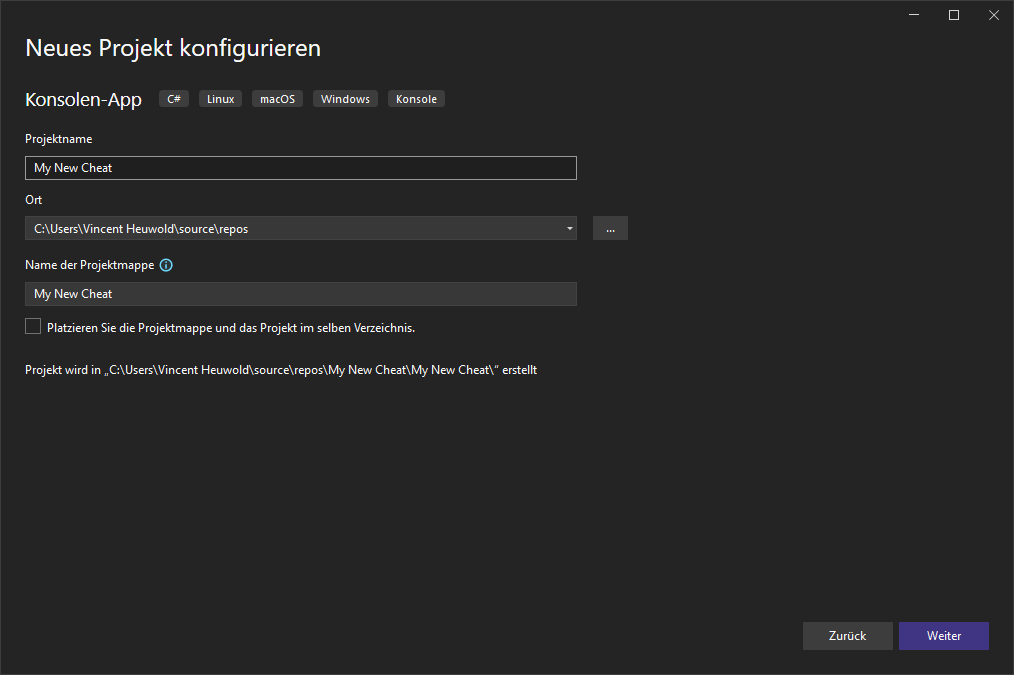 Neues Projekt konfigurieren
Konsolen-App C# Linux macOS Windows Konsole
Projektname
My New Cheat
Ort
C:\Users\Vincent Heuwold\source\repos
...
Name der Projektmappe
My New Cheat
Platzieren Sie die Projektmappe und das Projekt im selben Verzeichnis.
Projekt wird in „C:\Users\Vincent Heuwold\source\repos\My New Cheat\My New Cheat\“ erstellt
Zurück Weiter